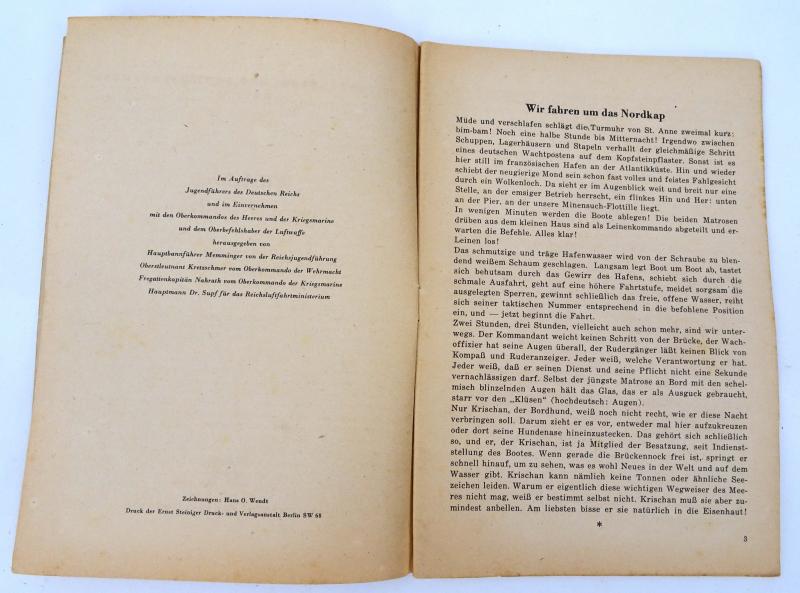 Im Auftrage des
Jugendführers des Deutschen Reichs
und im Einvernehmen
mit den Oberkommandos des Heeres und der Kriegsmarine
und dem Oberbefehlshaber der Luftwaffe
herausgegeben von
Hauptbannführer Memminger von der Reichsjugendführung
Oberstleutnant Kretzschmer vom Oberkommando der Wehrmacht
Fregattenkapitän Nahrath vom Oberkommando der Kriegsmarine
Hauptmann Dr. Supf für das Reichsluftfahrtministerium
Zeichnungen: Hans O. Wendt
Druck der Ernst Steiniger Druck- und Verlagsanstalt Berlin SW 68
Wir fahren um das Nordkap
Müde und verschlafen schlägt die Turmuhr von St. Anne zweimal kurz:
bim-bam! Noch eine halbe Stunde bis Mitternacht! Irgendwo zwischen
Schuppen, Lagerhäusern und Stapeln verhallt der gleichmäßige Schritt
eines deutschen Wachtpostens auf dem Kopfsteinpflaster. Sonst ist es
hier still im französischen Hafen an der Atlantikküste. Hin und wieder
schiebt der neugierige Mond sein schon fast volles und feistes Fahlgesicht
durch ein Wolkenloch. Da sieht er im Augenblick weit und breit nur eine
Stelle, an der emsiger Betrieb herrscht, ein flinkes Hin und Her: unten
an der Pier, an der unsere Minensuch-Flottille liegt.
In wenigen Minuten werden die Boote ablegen! Die beiden Matrosen
drüben aus dem kleinen Haus sind als Leinenkommando abgeteilt und er-
warten die Befehle. Alles klar!
Leinen los!
Das schmutzige und träge Hafenwasser wird von der Schraube zu blen-
dend weißem Schaum geschlagen. Langsam legt Boot um Boot ab, tastet
sich behutsam durch das Gewirr des Hafens, schiebt sich durch die
schmale Ausfahrt, geht auf eine höhere Fahrtstufe, meidet sorgsam die
ausgelegten Sperren, gewinnt schließlich das freie, offene Wasser, reiht
sich seiner taktischen Nummer entsprechend in die befohlene Position
ein, und — jetzt beginnt die Fahrt.
Zwei Stunden, drei Stunden, vielleicht auch schon mehr, sind wir unter-
wegs. Der Kommandant weicht keinen Schritt von der Brücke, der Wach-
offizier hat seine Augen überall, der Rudergänger läßt keinen Blick von
Kompaß und Ruderanzeiger. Jeder weiß, welche Verantwortung er hat.
Jeder weiß, daß er seinen Dienst und seine Pflicht nicht eine Sekunde
vernachlässigen darf. Selbst der jüngste Matrose an Bord mit den schel-
misch blinzelnden Augen hält das Glas, das er als Ausguck gebraucht,
starr vor den „Klüsen“ (hochdeutsch: Augen).
Nur Krischan, der Bordhund, weiß noch nicht recht, wie er diese Nacht
verbringen soll. Darum zieht er es vor, entweder mal hier aufzukreuzen
oder dort seine Hundenase hineinzustecken. Das gehört sich schließlich
so, und er, der Krischan, ist ja Mitglied der Besatzung, seit Indienst-
stellung des Bootes. Wenn gerade die Brückennock frei ist, springt er
schnell hinauf, um zu sehen, was es wohl Neues in der Welt und auf dem
Wasser gibt. Krischan kann nämlich keine Tonnen oder ähnliche See-
zeichen leiden. Warum er eigentlich diese wichtigen Wegweiser des Mee-
res nicht mag, weiß er bestimmt selbst nicht. Krischan muß sie aber zu-
mindest anbellen. Am liebsten bisse er sie natürlich in die Eisenhaut!
*
3